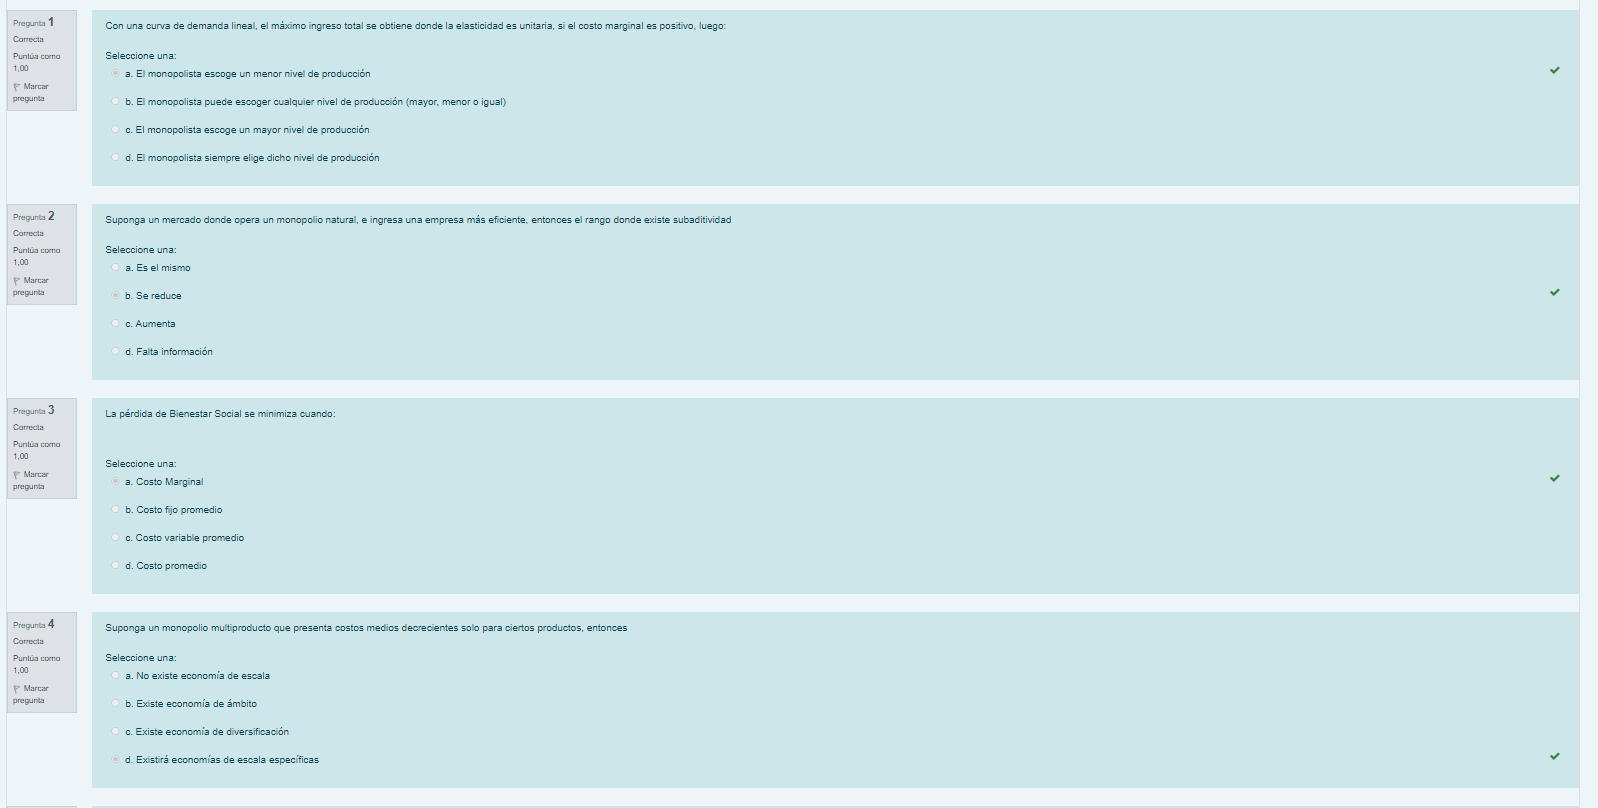 Pregunta 1
Correcta
Puntúa como
1,00
Marcar
pregunta
Con una curva de demanda lineal, el máximo ingreso total se obtiene donde la elasticidad es unitaria, si el costo marginal es positivo, luego:
Seleccione una:
a. El monopolista escoge un menor nivel de producción
b. El monopolista puede escoger cualquier nivel de producción (mayor, menor o igual)
c. El monopolista escoge un mayor nivel de producción
d. El monopolista siempre elige dicho nivel de producción
Pregunta 2
Correcta
Puntúa como
1,00
Marcar
pregunta
Suponga un mercado donde opera un monopolio natural, e ingresa una empresa más eficiente, entonces el rango donde existe subaditividad
Seleccione una:
a. Es el mismo
b. Se reduce
c. Aumenta
d. Falta información
Pregunta 3
Correcta
Puntúa como
1,00
Marcar
pregunta
La pérdida de Bienestar Social se minimiza cuando:
Seleccione una:
a. Costo Marginal
b. Costo fijo promedio
c. Costo variable promedio
d. Costo promedio
Pregunta 4
Correcta
Puntúa como
1,00
Marcar
pregunta
Suponga un monopolio multiproducto que presenta costos medios decrecientes solo para ciertos productos, entonces
Seleccione una:
a. No existe economía de escala
b. Existe economía de ámbito
c. Existe economía de diversificación
d. Existirá economías de escala específicas